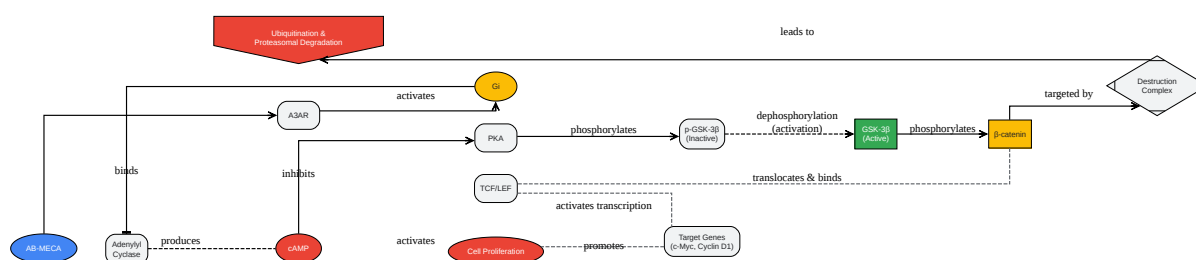 Ubiquitination &
Proteasomal Degradation
leads to
Destruction
Complex
Gi
activates
targeted by
A3AR
dephosphorylation
(activation)
PKA
phosphorylates
p-GSK-3β
(Inactive)
GSK-3β
(Active)
phosphorylates
β-catenin
binds
inhibits
translocates & binds
TCF/LEF
activates transcription
AB-MECA
Adenylyl
Cyclase
produces
cAMP
activates
Cell Proliferation
promotes
Target Genes
(c-Myc, Cyclin D1)